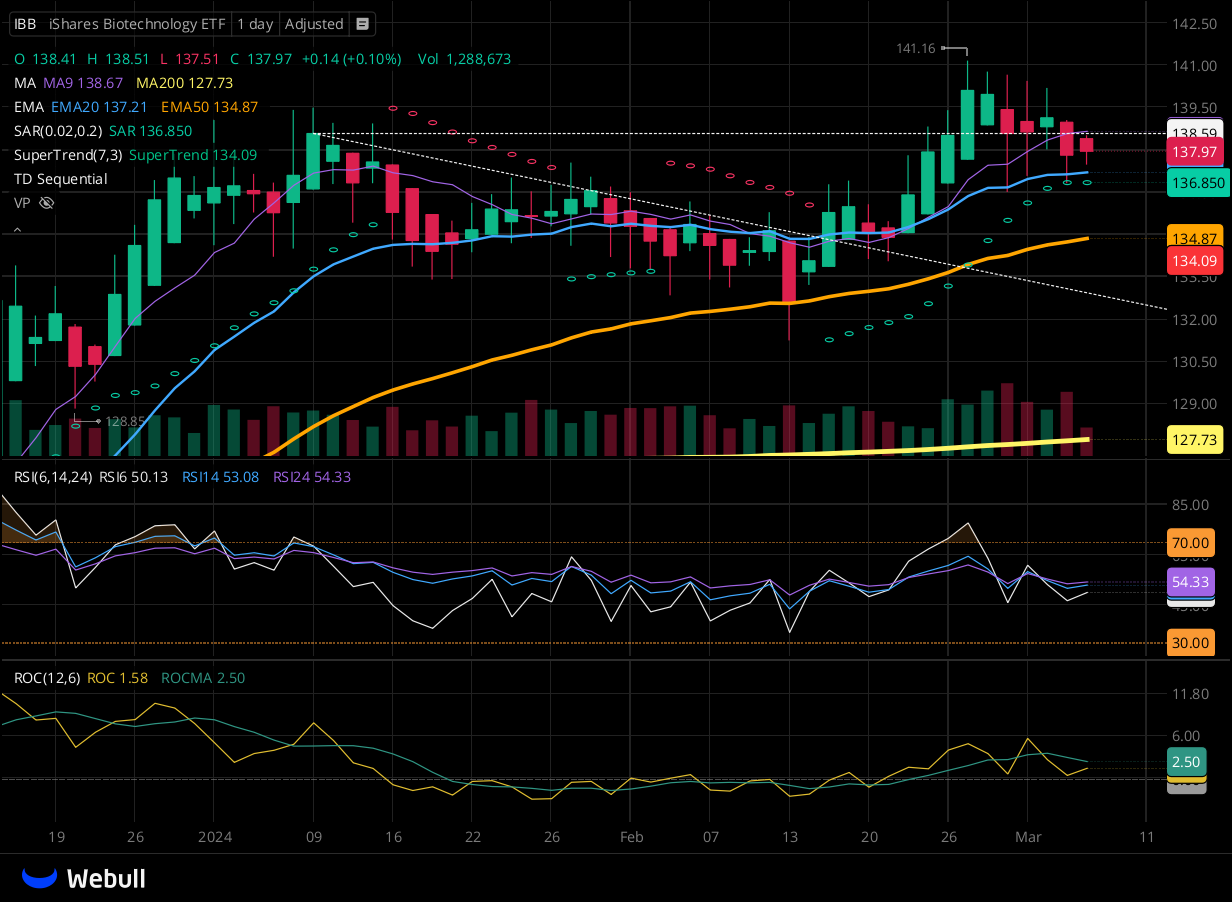 IBB iShares Biotechnology ETF 1 day Adjusted
O 138.41 H 138.51 L 137.51 C 137.97 +0.14 (+0.10%) Vol 1,288,673
MA MA9 138.67 MA200 127.73
EMA EMA20 137.21 EMA50 134.87
SAR(0.02,0.2) SAR 136.850
SuperTrend(7,3) SuperTrend 134.09
TD Sequential
VP
141.16
128.85
142.50
141.00
139.50
138.59
137.97
136.850
134.87
134.09
133.50
132.00
130.50
129.00
127.73
RSI(6,14,24) RSI6 50.13 RSI14 53.08 RSI24 54.33
85.00
70.00
54.33
45.00
30.00
ROC(12,6) ROC 1.58 ROCMA 2.50
11.80
6.00
2.50
19 26 2024 09 16 22 26 Feb 07 13 20 26 Mar 11
Webull